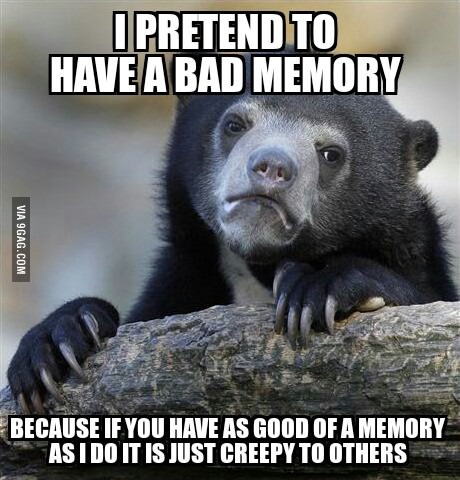 I PRETEND TO
HAVE A BAD MEMORY
VIA 9GAG.COM
BECAUSE IF YOU HAVE AS GOOD OF A MEMORY
AS I DO IT IS JUST CREEPY TO OTHERS